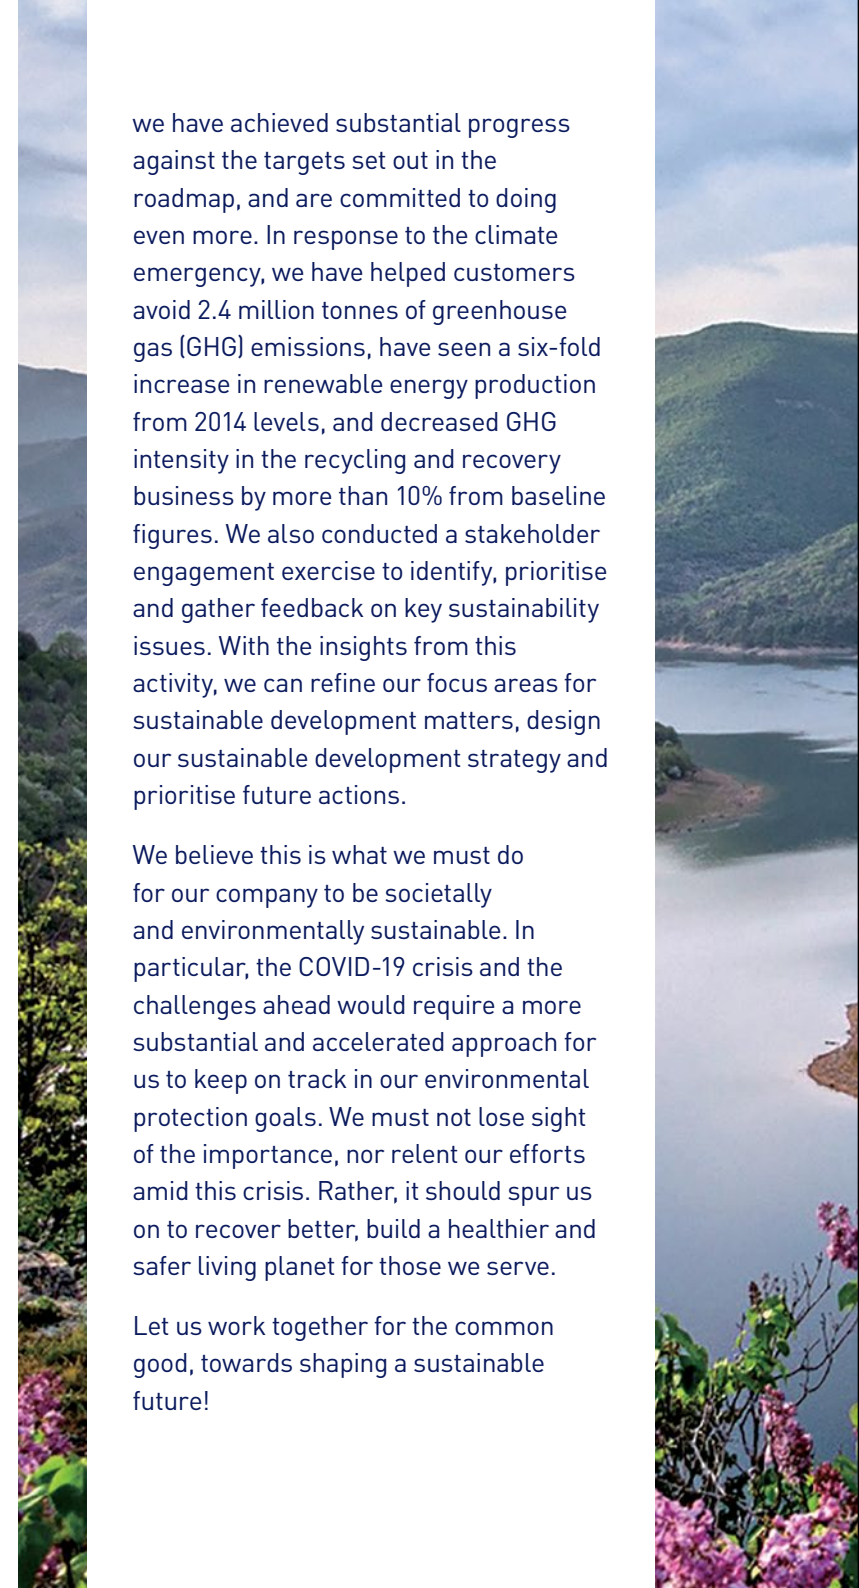 we have achieved substantial progress
against the targets set out in the
roadmap, and are committed to doing
even more. In response to the climate
emergency, we have helped customers
avoid 2.4 million tonnes of greenhouse
gas (GHG) emissions, have seen a six-fold
increase in renewable energy production
from 2014 levels, and decreased GHG
intensity in the recycling and recovery
business by more than 10% from baseline
figures. We also conducted a stakeholder
engagement exercise to identify, prioritise
and gather feedback on key sustainability
issues. With the insights from this
activity, we can refine our focus areas for
sustainable development matters, design
our sustainable development strategy and
prioritise future actions.
We believe this is what we must do
for our company to be societally
and environmentally sustainable. In
particular, the COVID-19 crisis and the
challenges ahead would require a more
substantial and accelerated approach for
us to keep on track in our environmental
protection goals. We must not lose sight
of the importance, nor relent our efforts
amid this crisis. Rather, it should spur us
on to recover better, build a healthier and
safer living planet for those we serve.
Let us work together for the common
good, towards shaping a sustainable
future!